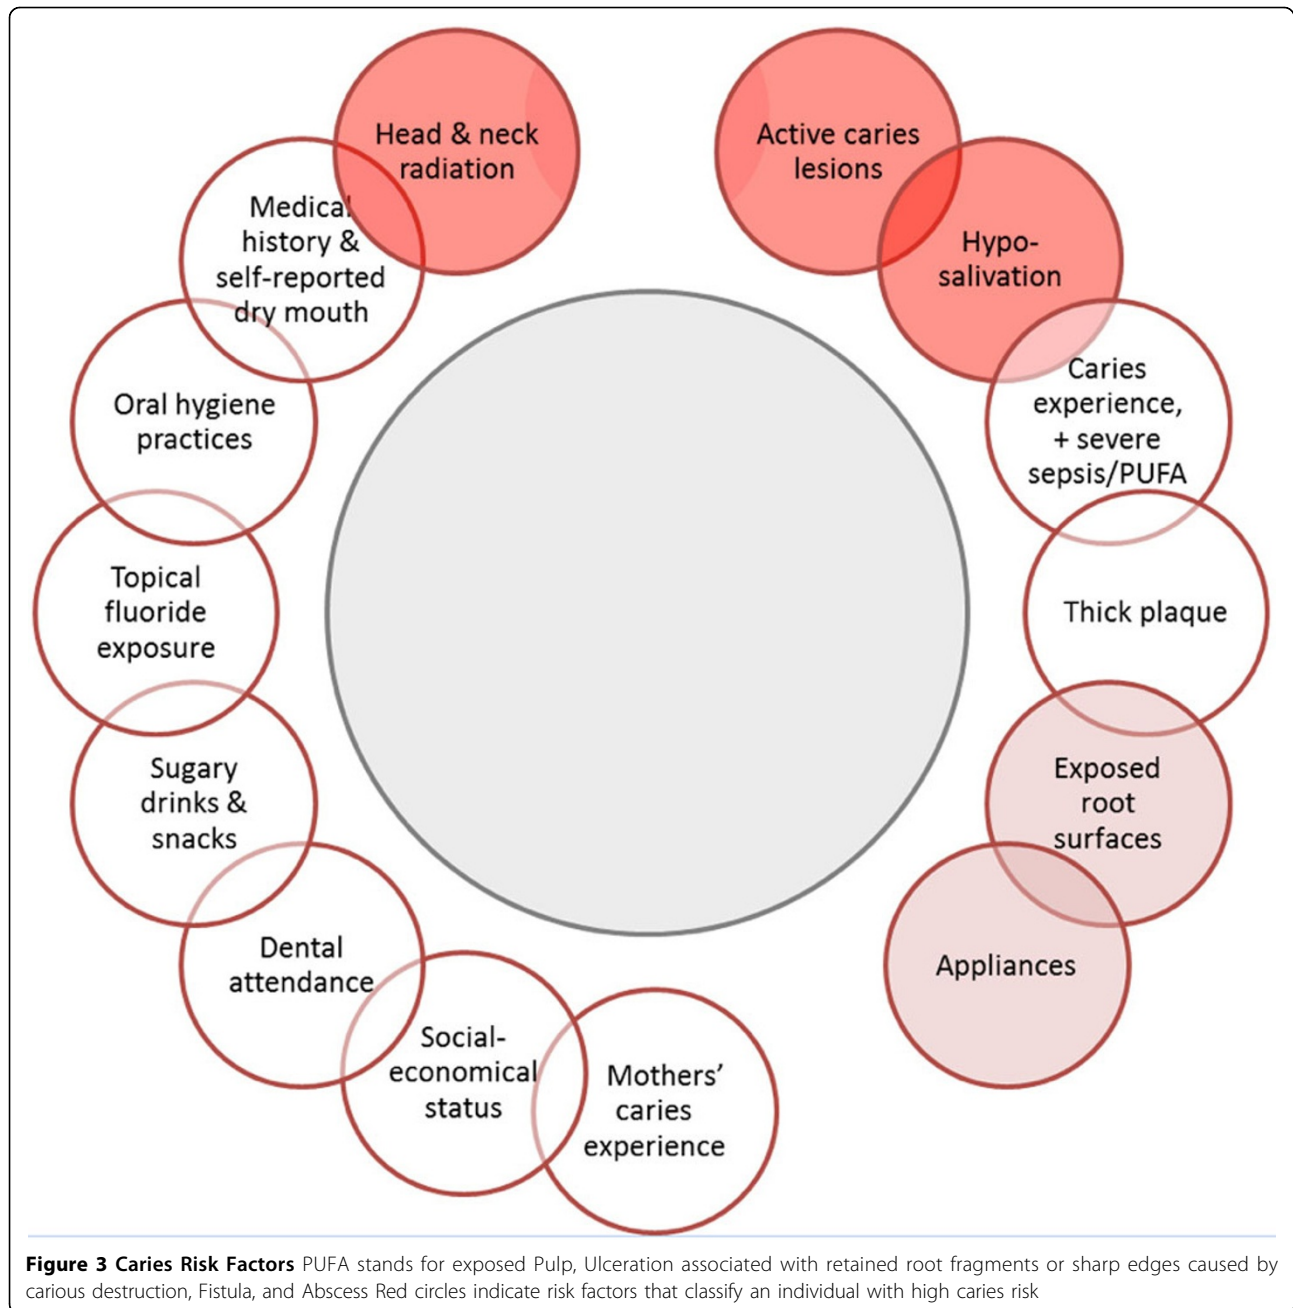 Head & neck
radiation
Active caries
lesions
Medical
history &
self-reported
dry mouth
Hypo-
salivation
Oral hygiene
practices
Caries
experience,
+ severe
sepsis/PUFA
Topical
fluoride
exposure
Thick plaque
Sugary
drinks &
snacks
Exposed
root
surfaces
Dental
attendance
Appliances
Social-
economical
status
Mothers’
caries
experience
Figure 3 Caries Risk Factors PUFA stands for exposed Pulp, Ulceration associated with retained root fragments or sharp edges caused by
carious destruction, Fistula, and Abscess Red circles indicate risk factors that classify an individual with high caries risk